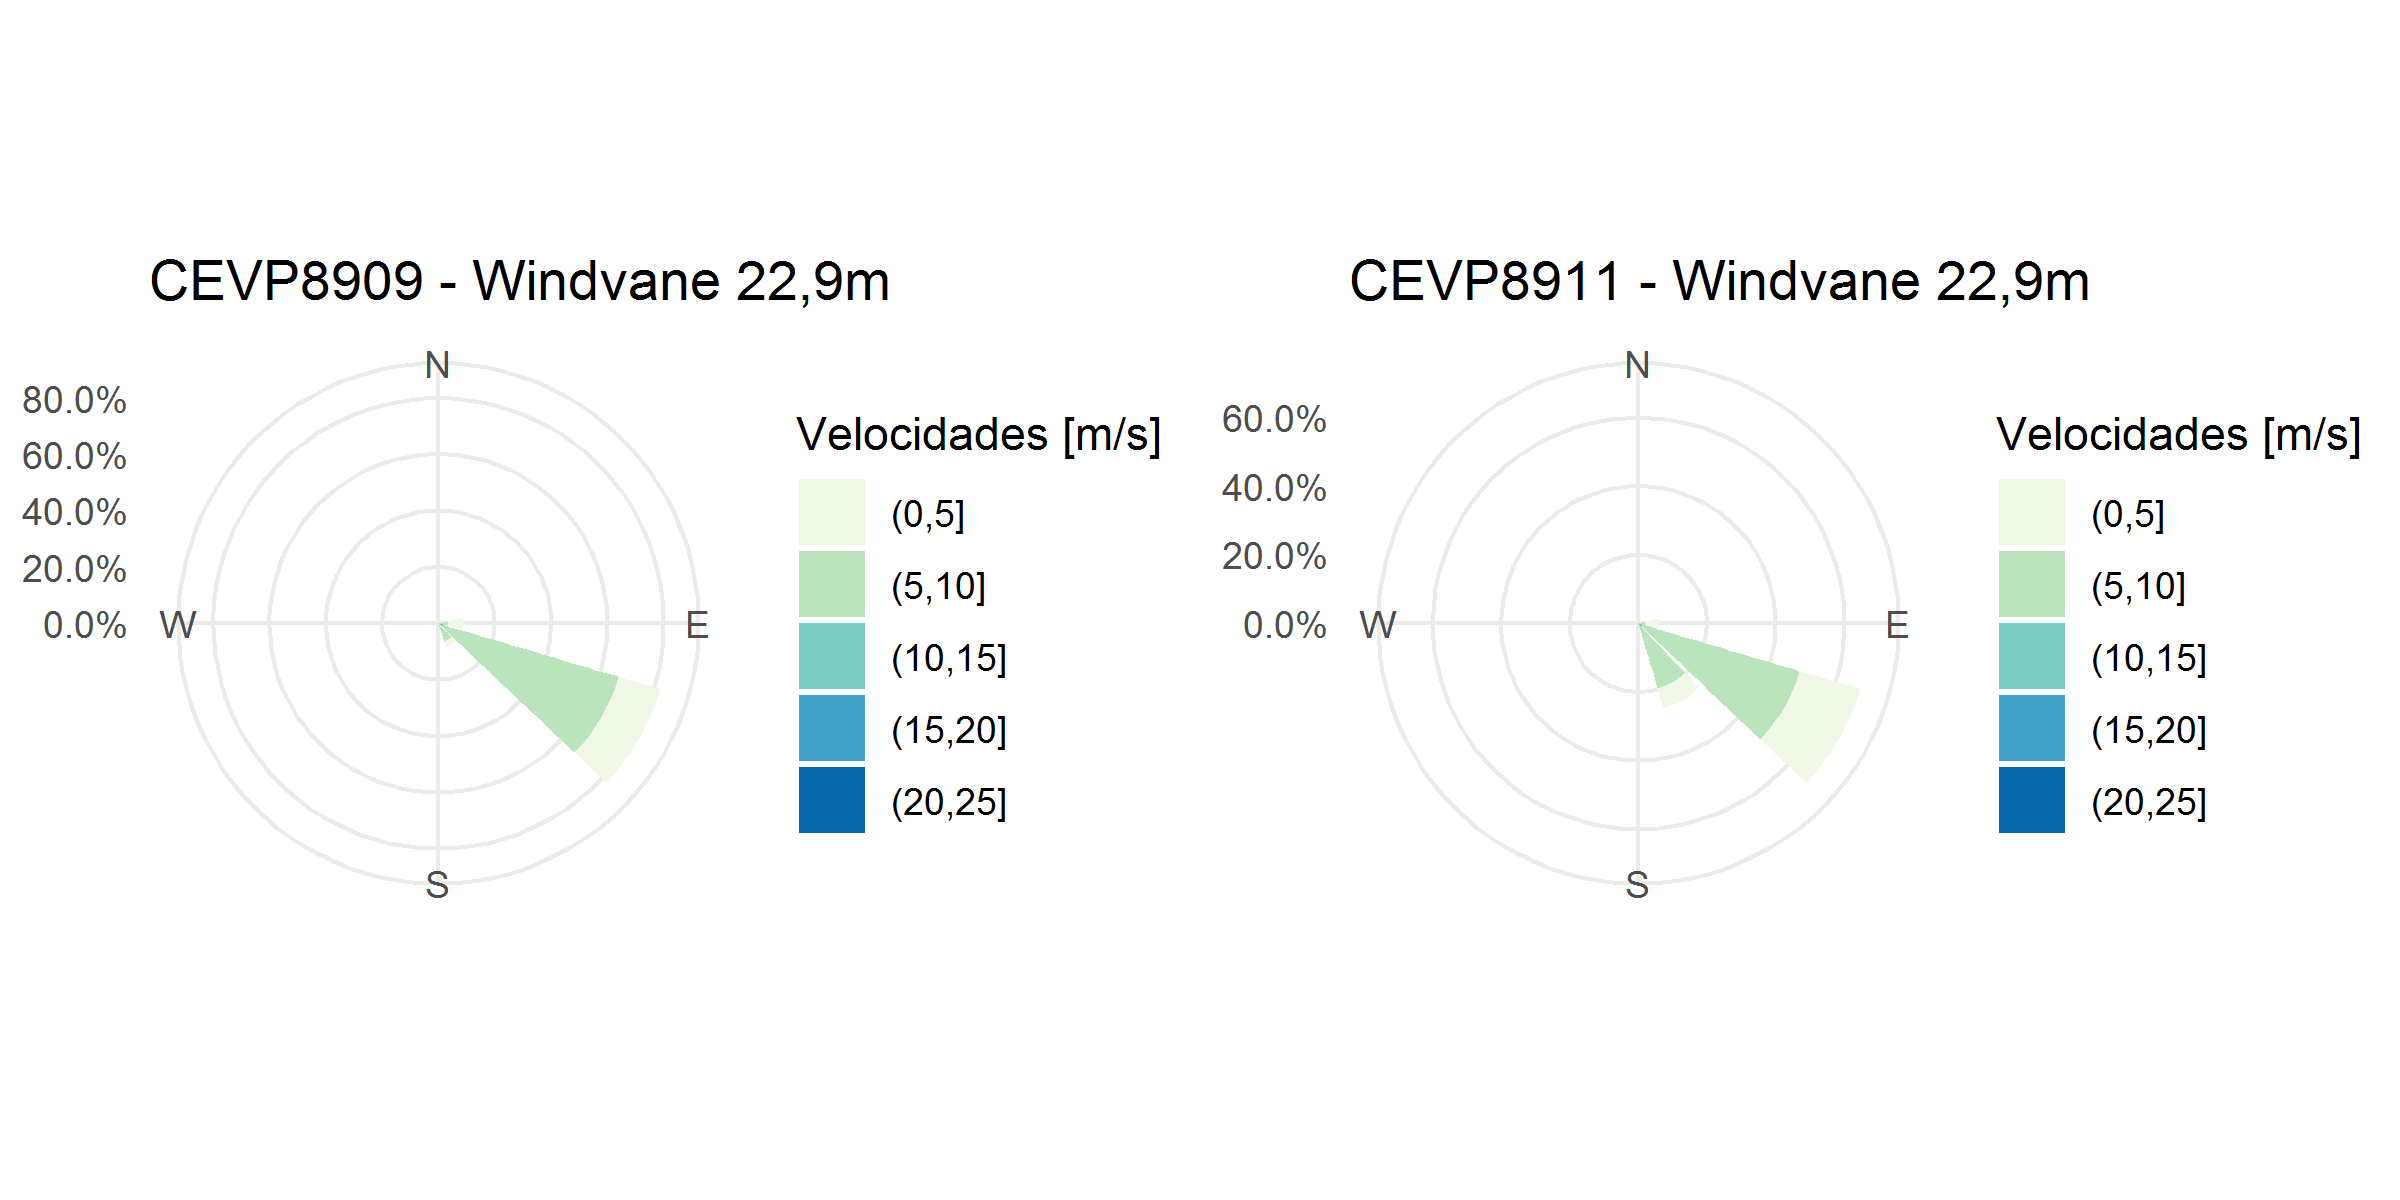 CEVP8909 - Windvane 22,9m
N
80.0%
60.0%
40.0%
20.0%
0.0%
W
E
S
Velocidades [m/s]
(0,5]
(5,10]
(10,15]
(15,20]
(20,25]
CEVP8911 - Windvane 22,9m
N
60.0%
40.0%
20.0%
0.0%
W
E
S
Velocidades [m/s]
(0,5]
(5,10]
(10,15]
(15,20]
(20,25]